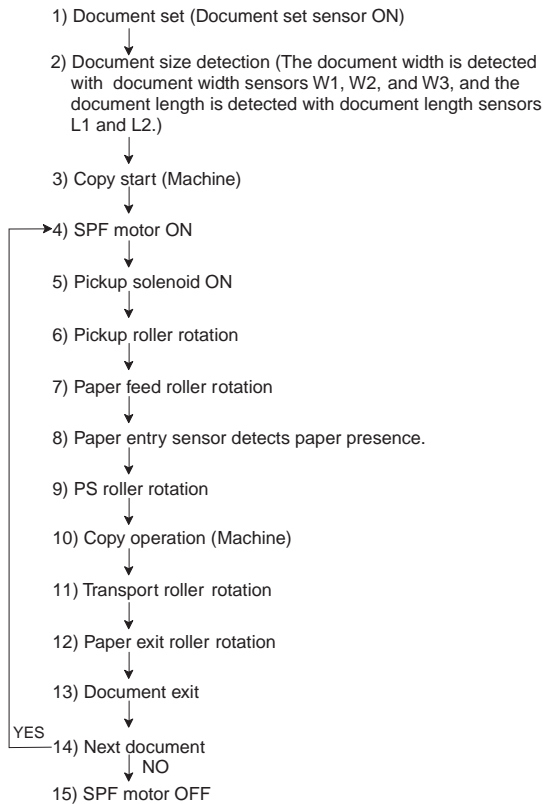 1) Document set (Document set sensor ON)
2) Document size detection (The document width is detected
with document width sensors W1, W2, and W3, and the
document length is detected with document length sensors
L1 and L2.)
3) Copy start (Machine)
4) SPF motor ON
5) Pickup solenoid ON
6) Pickup roller rotation
7) Paper feed roller rotation
8) Paper entry sensor detects paper presence.
9) PS roller rotation
10) Copy operation (Machine)
11) Transport roller rotation
12) Paper exit roller rotation
13) Document exit
YES
14) Next document
NO
15) SPF motor OFF